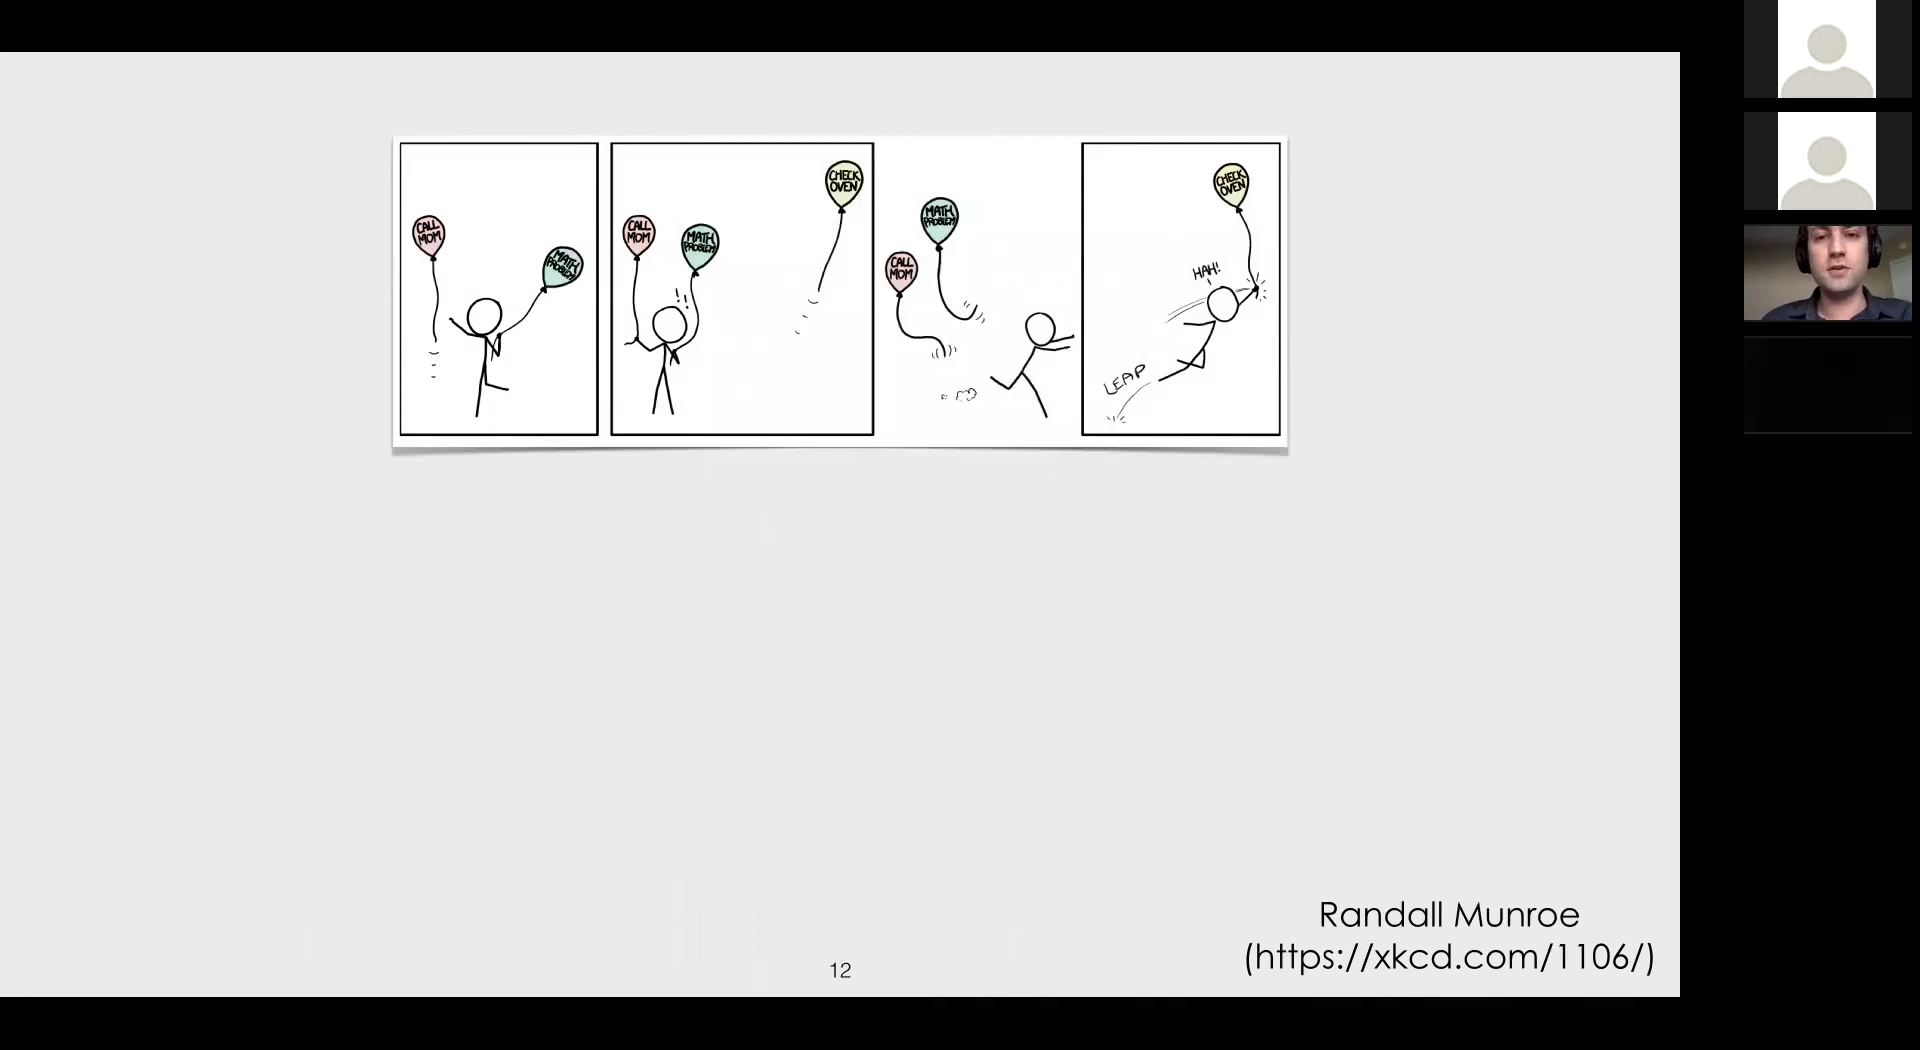 CALL
MOM
MATH
PROBLEM
CALL
MOM
MATH
PROBLEM
!!
CHECK
OVEN
MATH
PROBLEM
CALL
MOM
CHECK
OVEN
HAH!
LEAP
Randall Munroe
(https://xkcd.com/1106/)
12